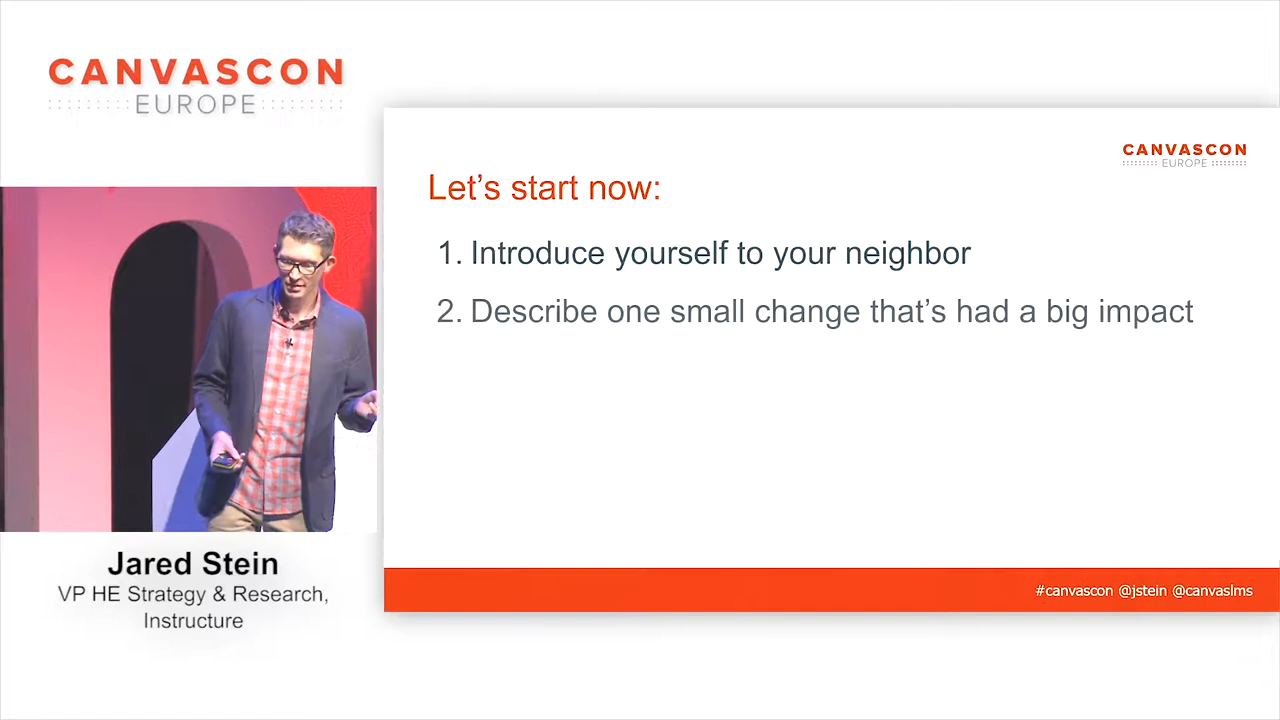 CANVASCON
EUROPE
CANVASCON
EUROPE
Let's start now:
1. Introduce yourself to your neighbor
2. Describe one small change that's had a big impact
Jared Stein
VP HE Strategy & Research,
Instructure
#canvascon @jstein @canvaslms